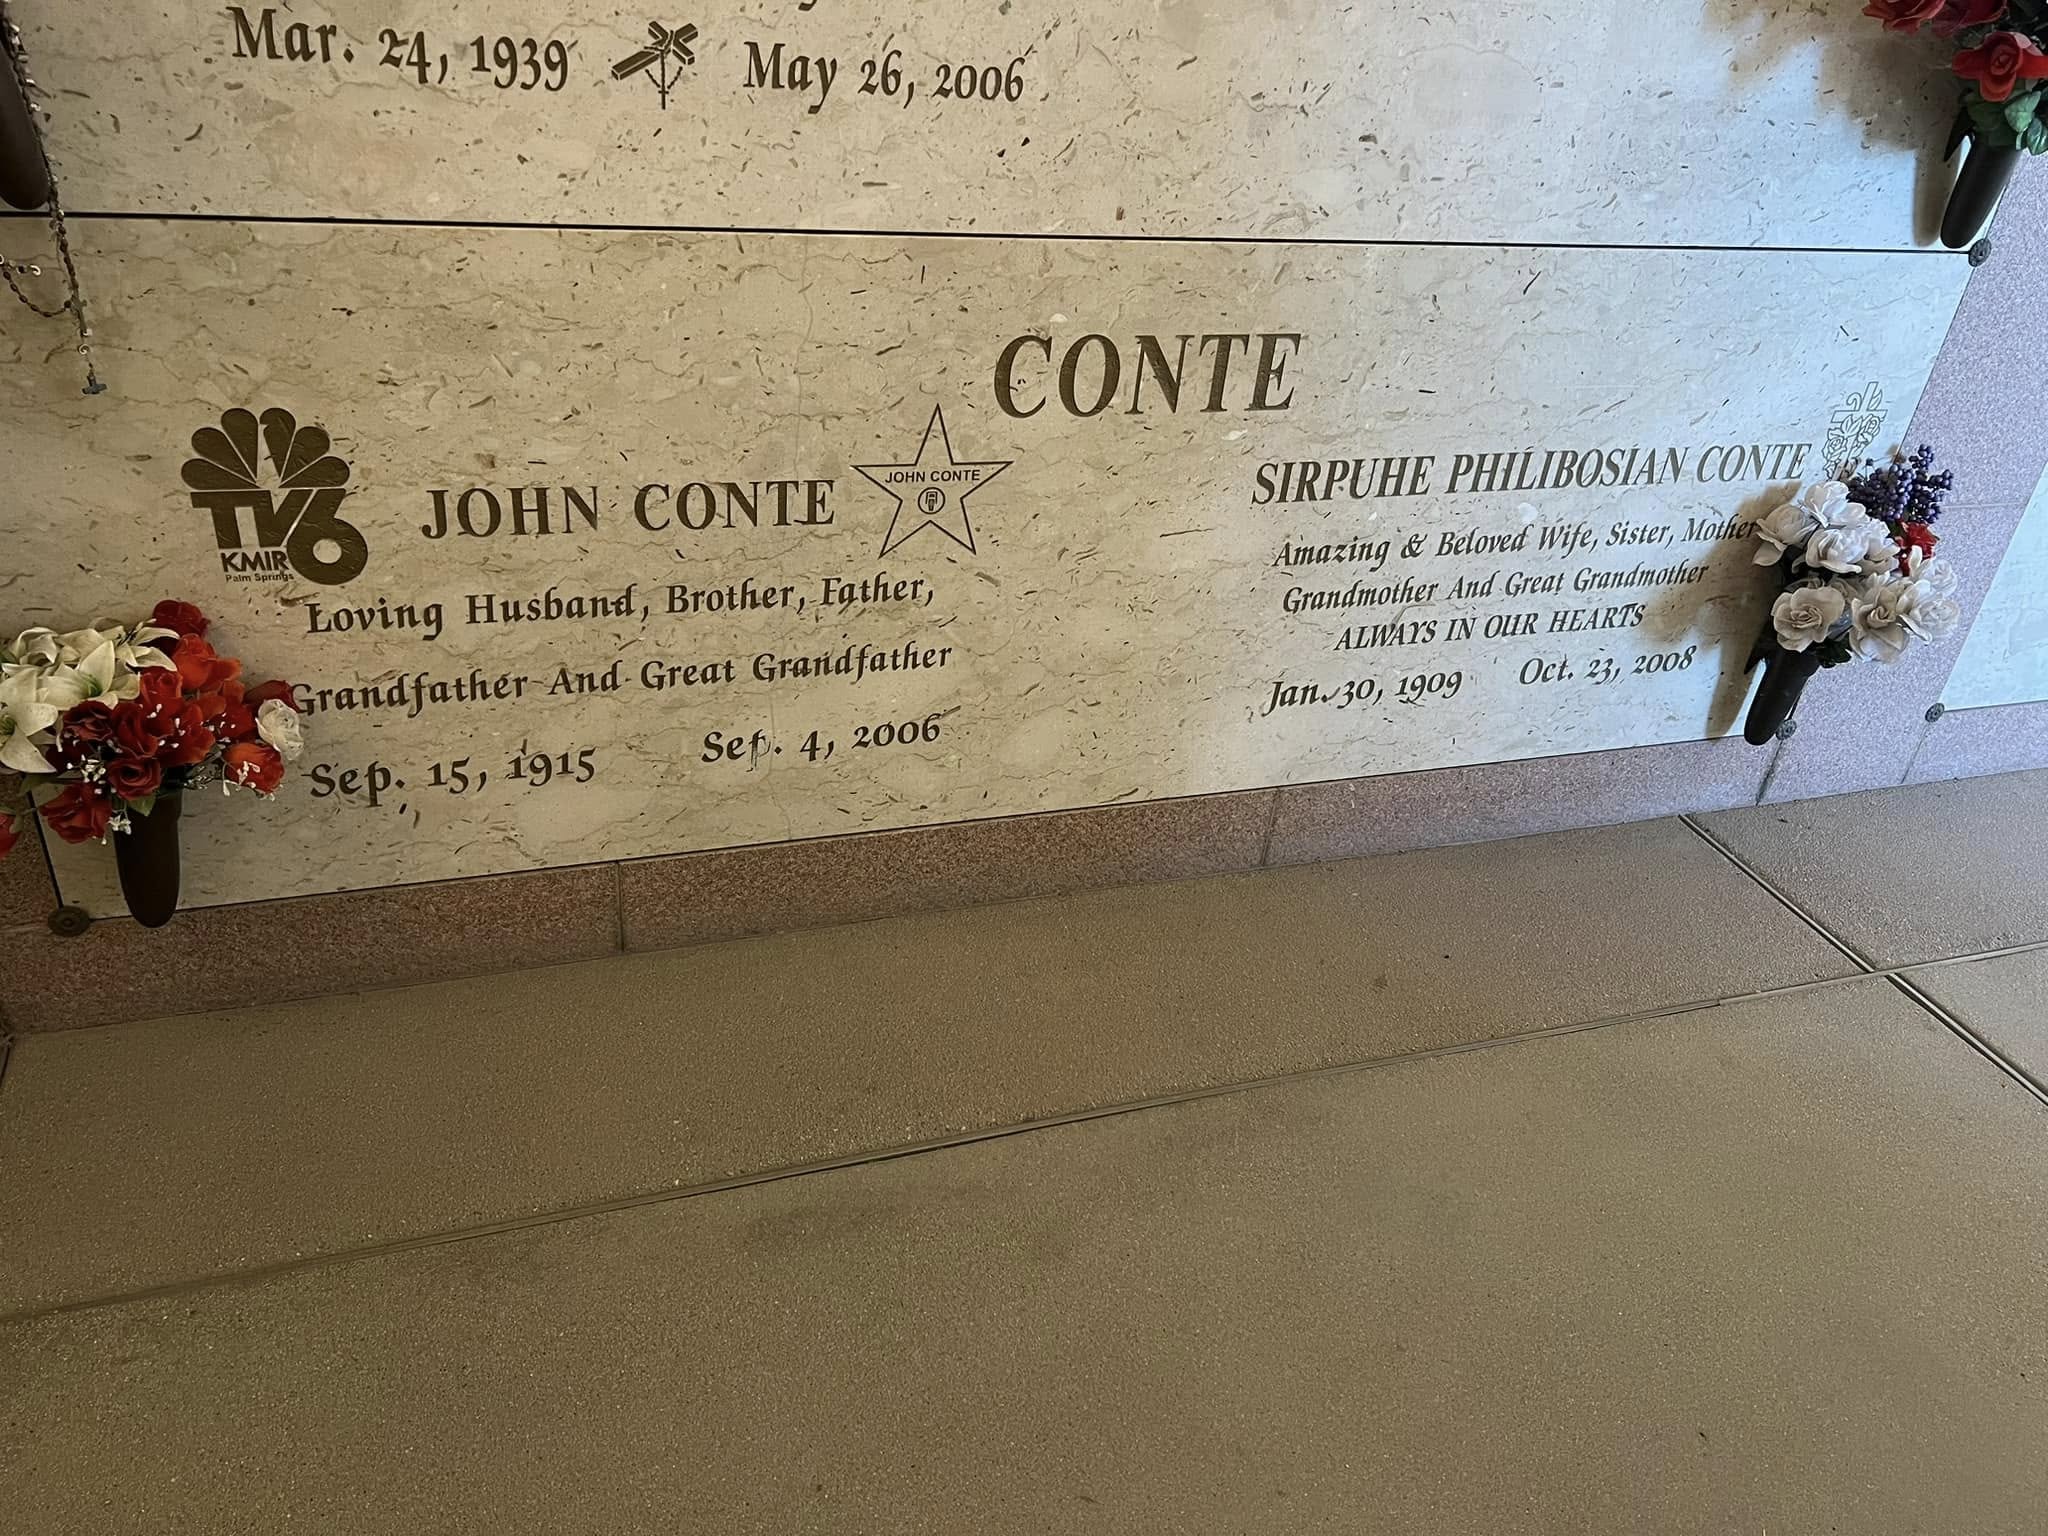 Mar. 24, 1939 May 26, 2006
CONTE
TV6
KMIR
Palm Springs
JOHN CONTE
JOHN CONTE
Loving Husband, Brother, Father,
Grandfather And Great Grandfather
Sep. 15, 1915 Sep. 4, 2006
SIRPUHE PHILIBOSIAN CONTE
Amazing & Beloved Wife, Sister, Mother
Grandmother And Great Grandmother
ALWAYS IN OUR HEARTS
Jan. 30, 1909 Oct. 23, 2008